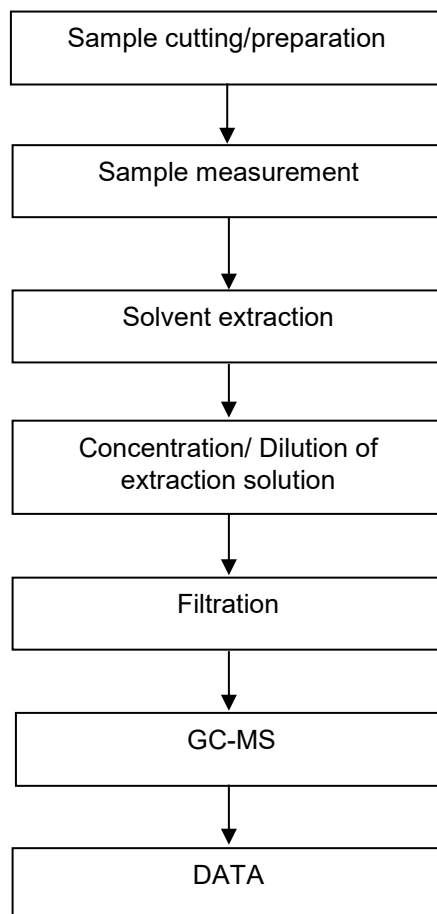 Sample cutting/preparation
Sample measurement
Solvent extraction
Concentration/ Dilution of
extraction solution
Filtration
GC-MS
DATA